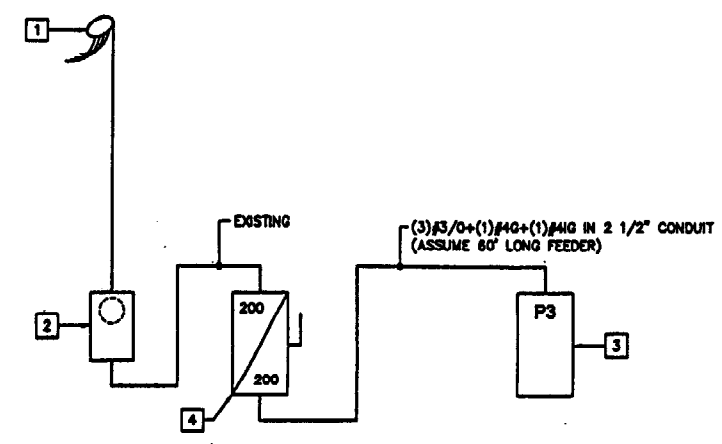 1
EXISTING
(3)#3/0+(1)#4G+(1)#4IG IN 2 1/2" CONDUIT
(ASSUME 60' LONG FEEDER)
200
P3
2
3
200
4